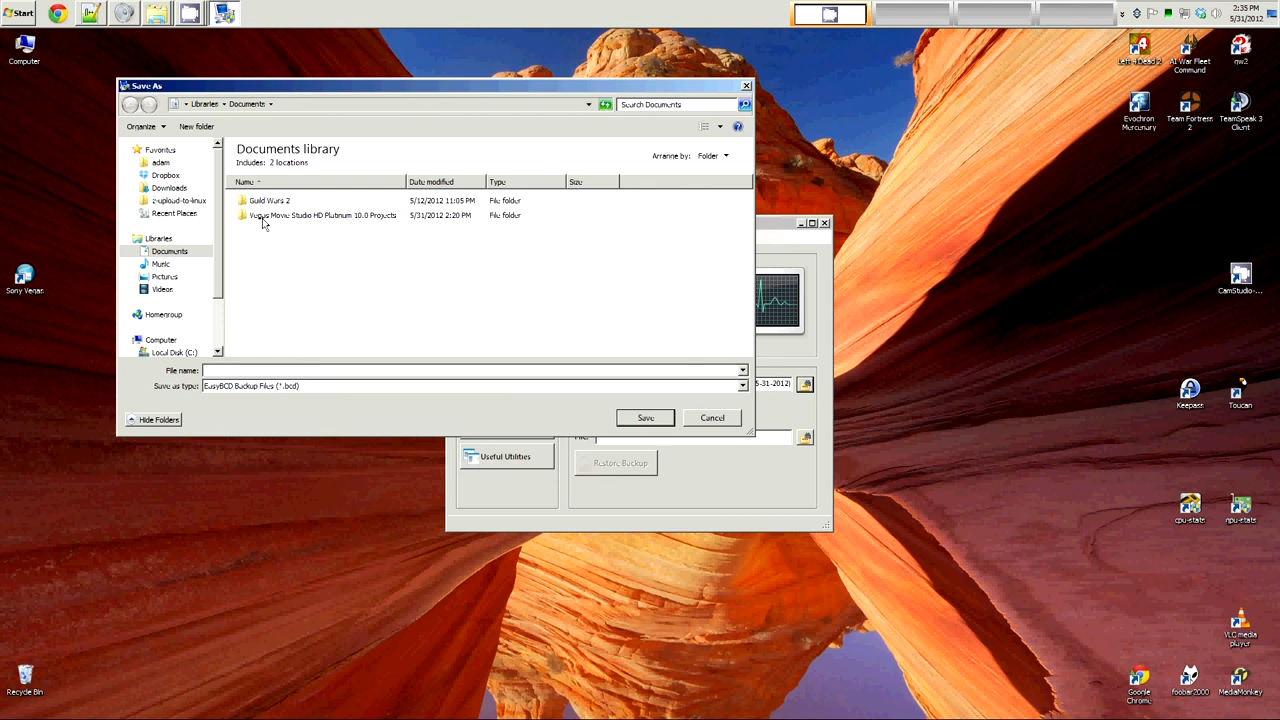 Start
2:35 PM
5/31/2012
Computer
Left 4 Dead 2
AI War Fleet
Command
Evochron
Mercenary
Team Fortress
2
TeamSpeak 3
Client
Save As
Libraries
Documents
Search Documents
Organize
New folder
Favorites
adam
Dropbox
Downloads
z-upload-to-linux
Recent Places
Libraries
Documents
Music
Pictures
Videos
Homegroup
Computer
Local Disk (C:)
Documents library
Includes: 2 locations
Arrange by: Folder
Name Date modified Type Size
Guild Wars 2 5/12/2012 11:05 PM File folder
Vegas Movie Studio HD Platinum 10.0 Projects 5/31/2012 2:20 PM File folder
File name:
Save as type: EasyBCD Backup Files (*.bcd)
Hide Folders
Save
Cancel
5-31-2012)
File:
Useful Utilities
Restore Backup
Sony Vegas
CamStudio-...
Keepass
Toucan
cpu-stats
VLC media
player
Recycle Bin
Google
Chrome
foobar2000
MediaMonkey